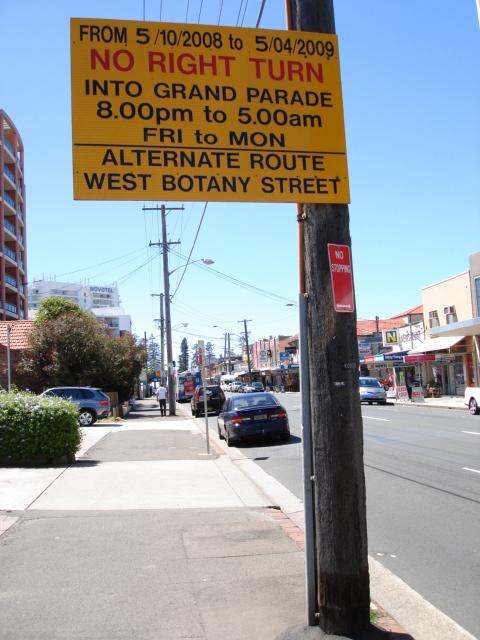 FROM 5/10/2008 to 5/04/2009
NO RIGHT TURN
INTO GRAND PARADE
8.00pm to 5.00am
FRI to MON
ALTERNATE ROUTE
WEST BOTANY STREET
NO
STOPPING
NOVOTEL